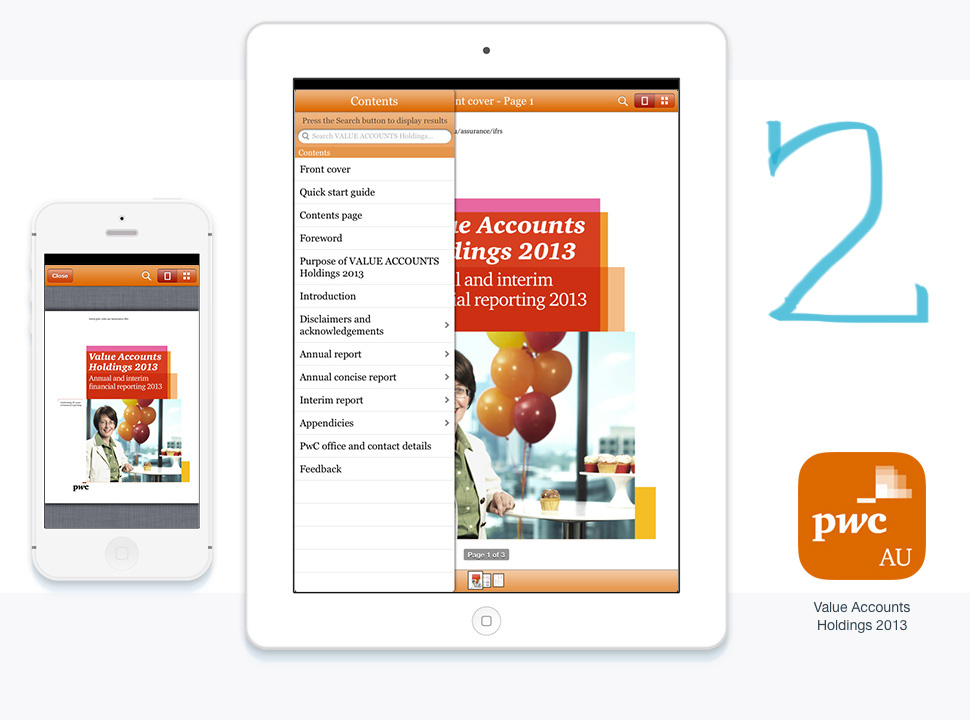 Close
Value Accounts
Holdings 2013
Annual and interim
financial reporting 2013
pwc
Contents
Press the Search button to display results
Search VALUE ACCOUNTS Holdings...
Contents
Front cover
Quick start guide
Contents page
Foreword
Purpose of VALUE ACCOUNTS
Holdings 2013
Introduction
Disclaimers and
acknowledgements
Annual report
Annual concise report
Interim report
Appendicies
PwC office and contact details
Feedback
nt cover - Page 1
u/assurance/ifrs
ue Accounts
dings 2013
l and interim
ial reporting 2013
Page 1 of 3
2
pwc
AU
Value Accounts
Holdings 2013